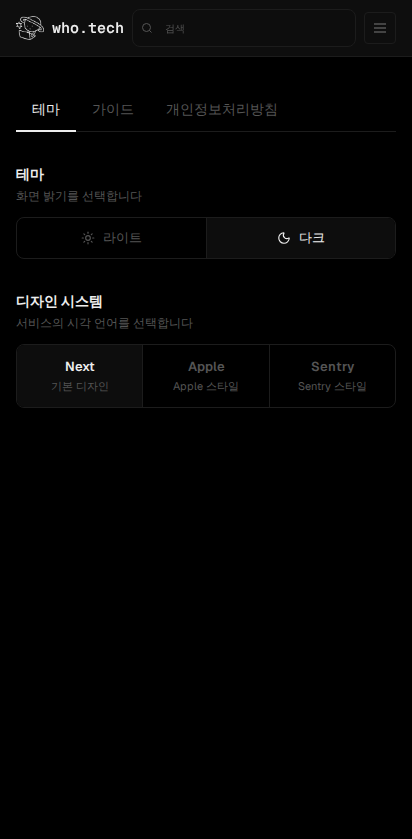 who.tech
검색
테마 가이드 개인정보처리방침
테마
화면 밝기를 선택합니다
라이트 다크
디자인 시스템
서비스의 시각 언어를 선택합니다
Next Apple Sentry
기본 디자인 Apple 스타일 Sentry 스타일